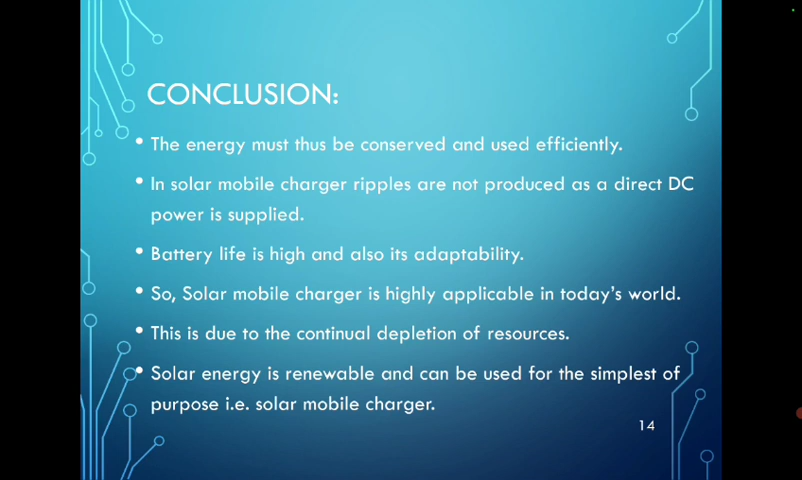 CONCLUSION:
• The energy must thus be conserved and used efficiently.
• In solar mobile charger ripples are not produced as a direct DC
power is supplied.
• Battery life is high and also its adaptability.
• So, Solar mobile charger is highly applicable in today's world.
• This is due to the continual depletion of resources.
• Solar energy is renewable and can be used for the simplest of
purpose i.e. solar mobile charger.
14